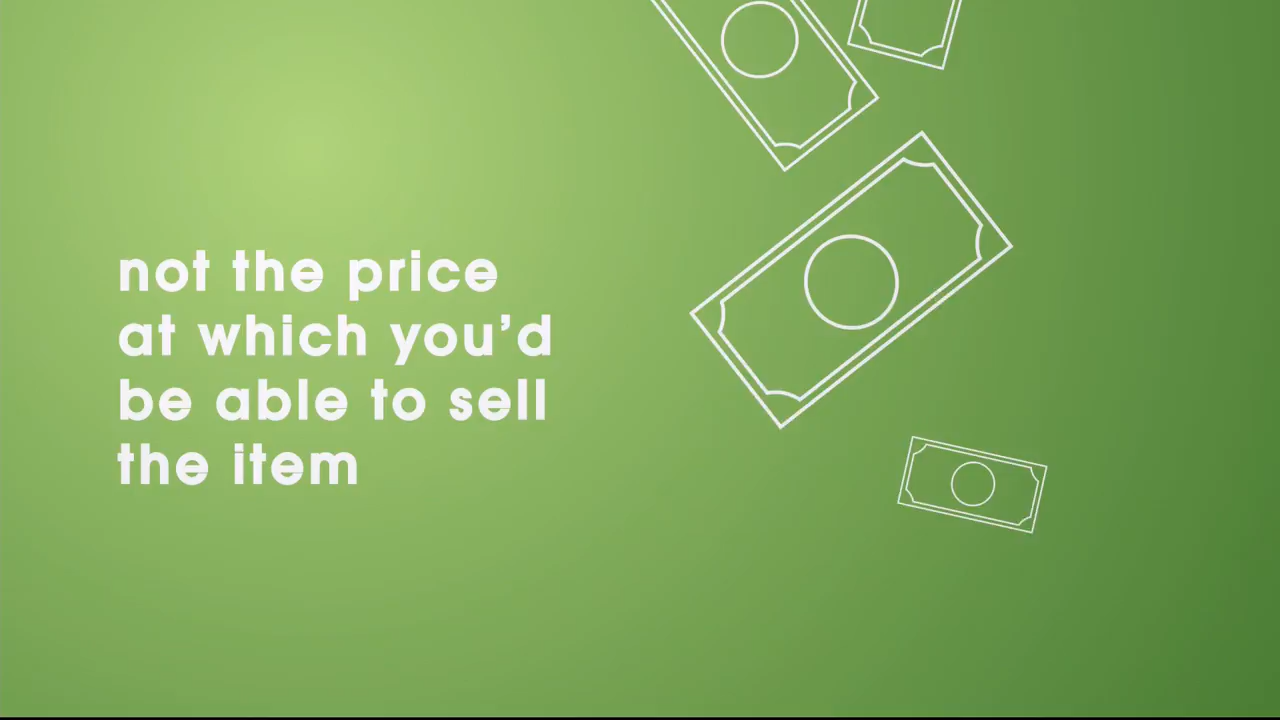 not the price
at which you’d
be able to sell
the item